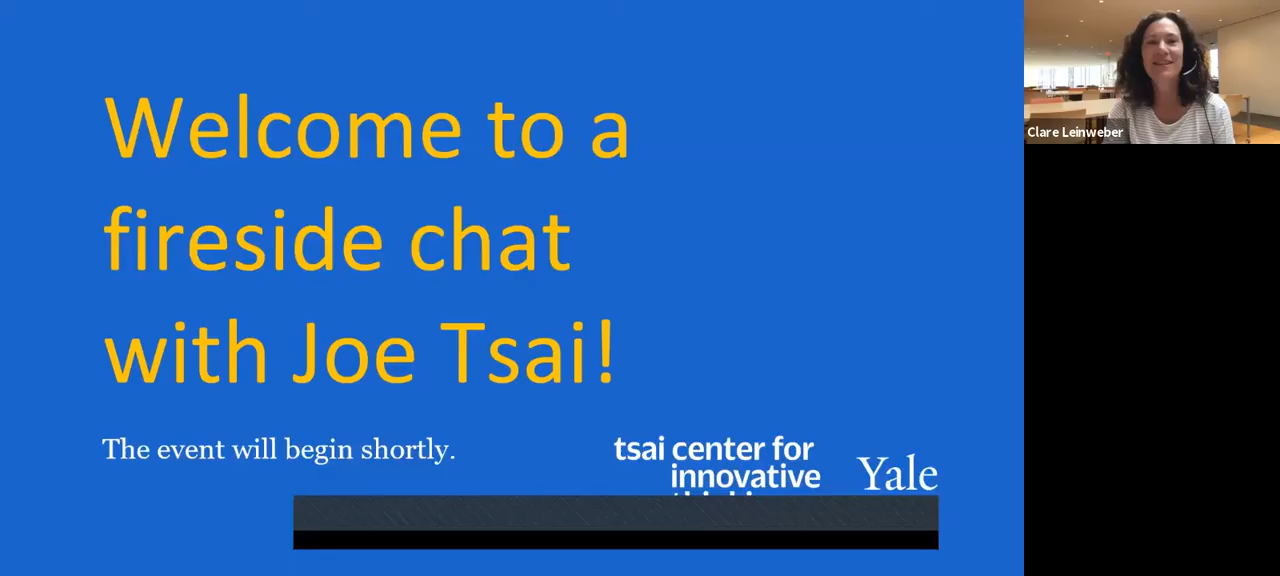 Welcome to a
fireside chat
with Joe Tsai!
The event will begin shortly.
tsai center for
innovative
Yale
Clare Leinweber